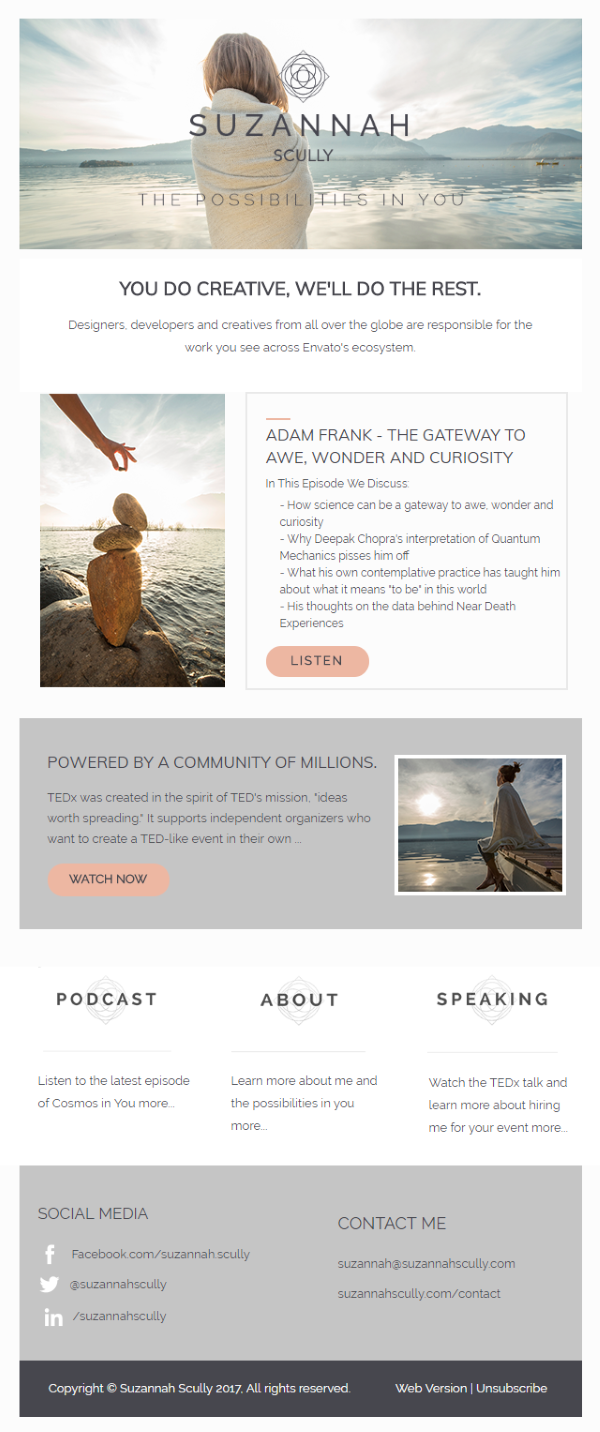 SUZANNAH
SCULLY
THE POSSIBILITIES IN YOU
YOU DO CREATIVE, WE'LL DO THE REST.
Designers, developers and creatives from all over the globe are responsible for the
work you see across Envato's ecosystem.
ADAM FRANK - THE GATEWAY TO
AWE, WONDER AND CURIOSITY
In This Episode We Discuss:
- How science can be a gateway to awe, wonder and
curiosity
- Why Deepak Chopra's interpretation of Quantum
Mechanics pisses him off
- What his own contemplative practice has taught him
about what it means "to be" in this world
- His thoughts on the data behind Near Death
Experiences
LISTEN
POWERED BY A COMMUNITY OF MILLIONS.
TEDx was created in the spirit of TED's mission, "ideas
worth spreading." It supports independent organizers who
want to create a TED-like event in their own ...
WATCH NOW
PODCAST
Listen to the latest episode
of Cosmos in You more...
ABOUT
Learn more about me and
the possibilities in you
more...
SPEAKING
Watch the TEDx talk and
learn more about hiring
me for your event more...
SOCIAL MEDIA
Facebook.com/suzannah.scully
@suzannahscully
/suzannahscully
CONTACT ME
suzannah@suzannahscully.com
suzannahscully.com/contact
Copyright © Suzannah Scully 2017, All rights reserved.
Web Version | Unsubscribe